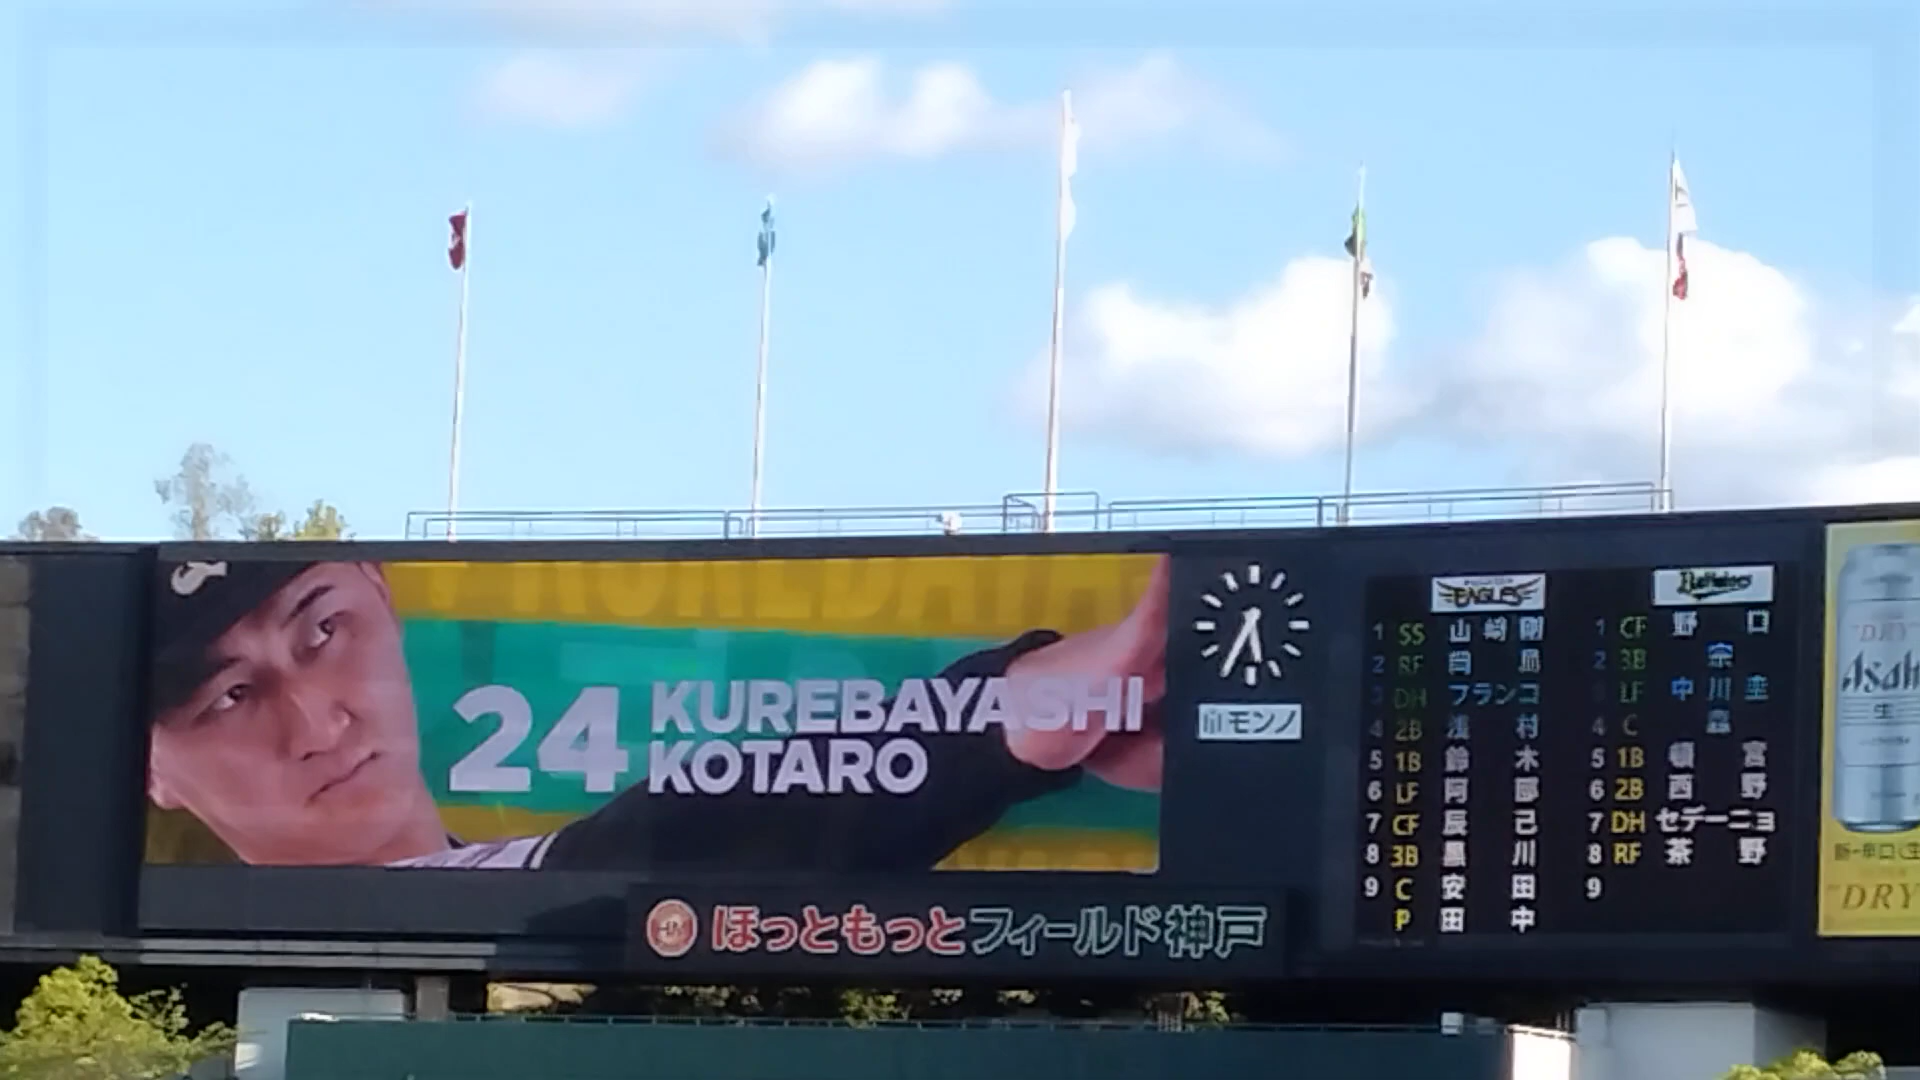 24 KUREBAYASHI
KOTARO
ほっともっとフィールド神戸
モンノ
EAGLES
1 SS 山﨑剛
2 RF 島
3 DH フランコ
4 2B 浅村
5 1B 鈴木
6 LF 阿部
7 CF 辰己
8 3B 黒川
9 C 安田
P 田中
Buffaloes
1 CF 野口
2 3B 宗
3 LF 中川圭
4 C 森
5 1B 頓宮
6 2B 西野
7 DH セデーニョ
8 RF 茶野
9
"DRY"
Asahi
生
"DRY